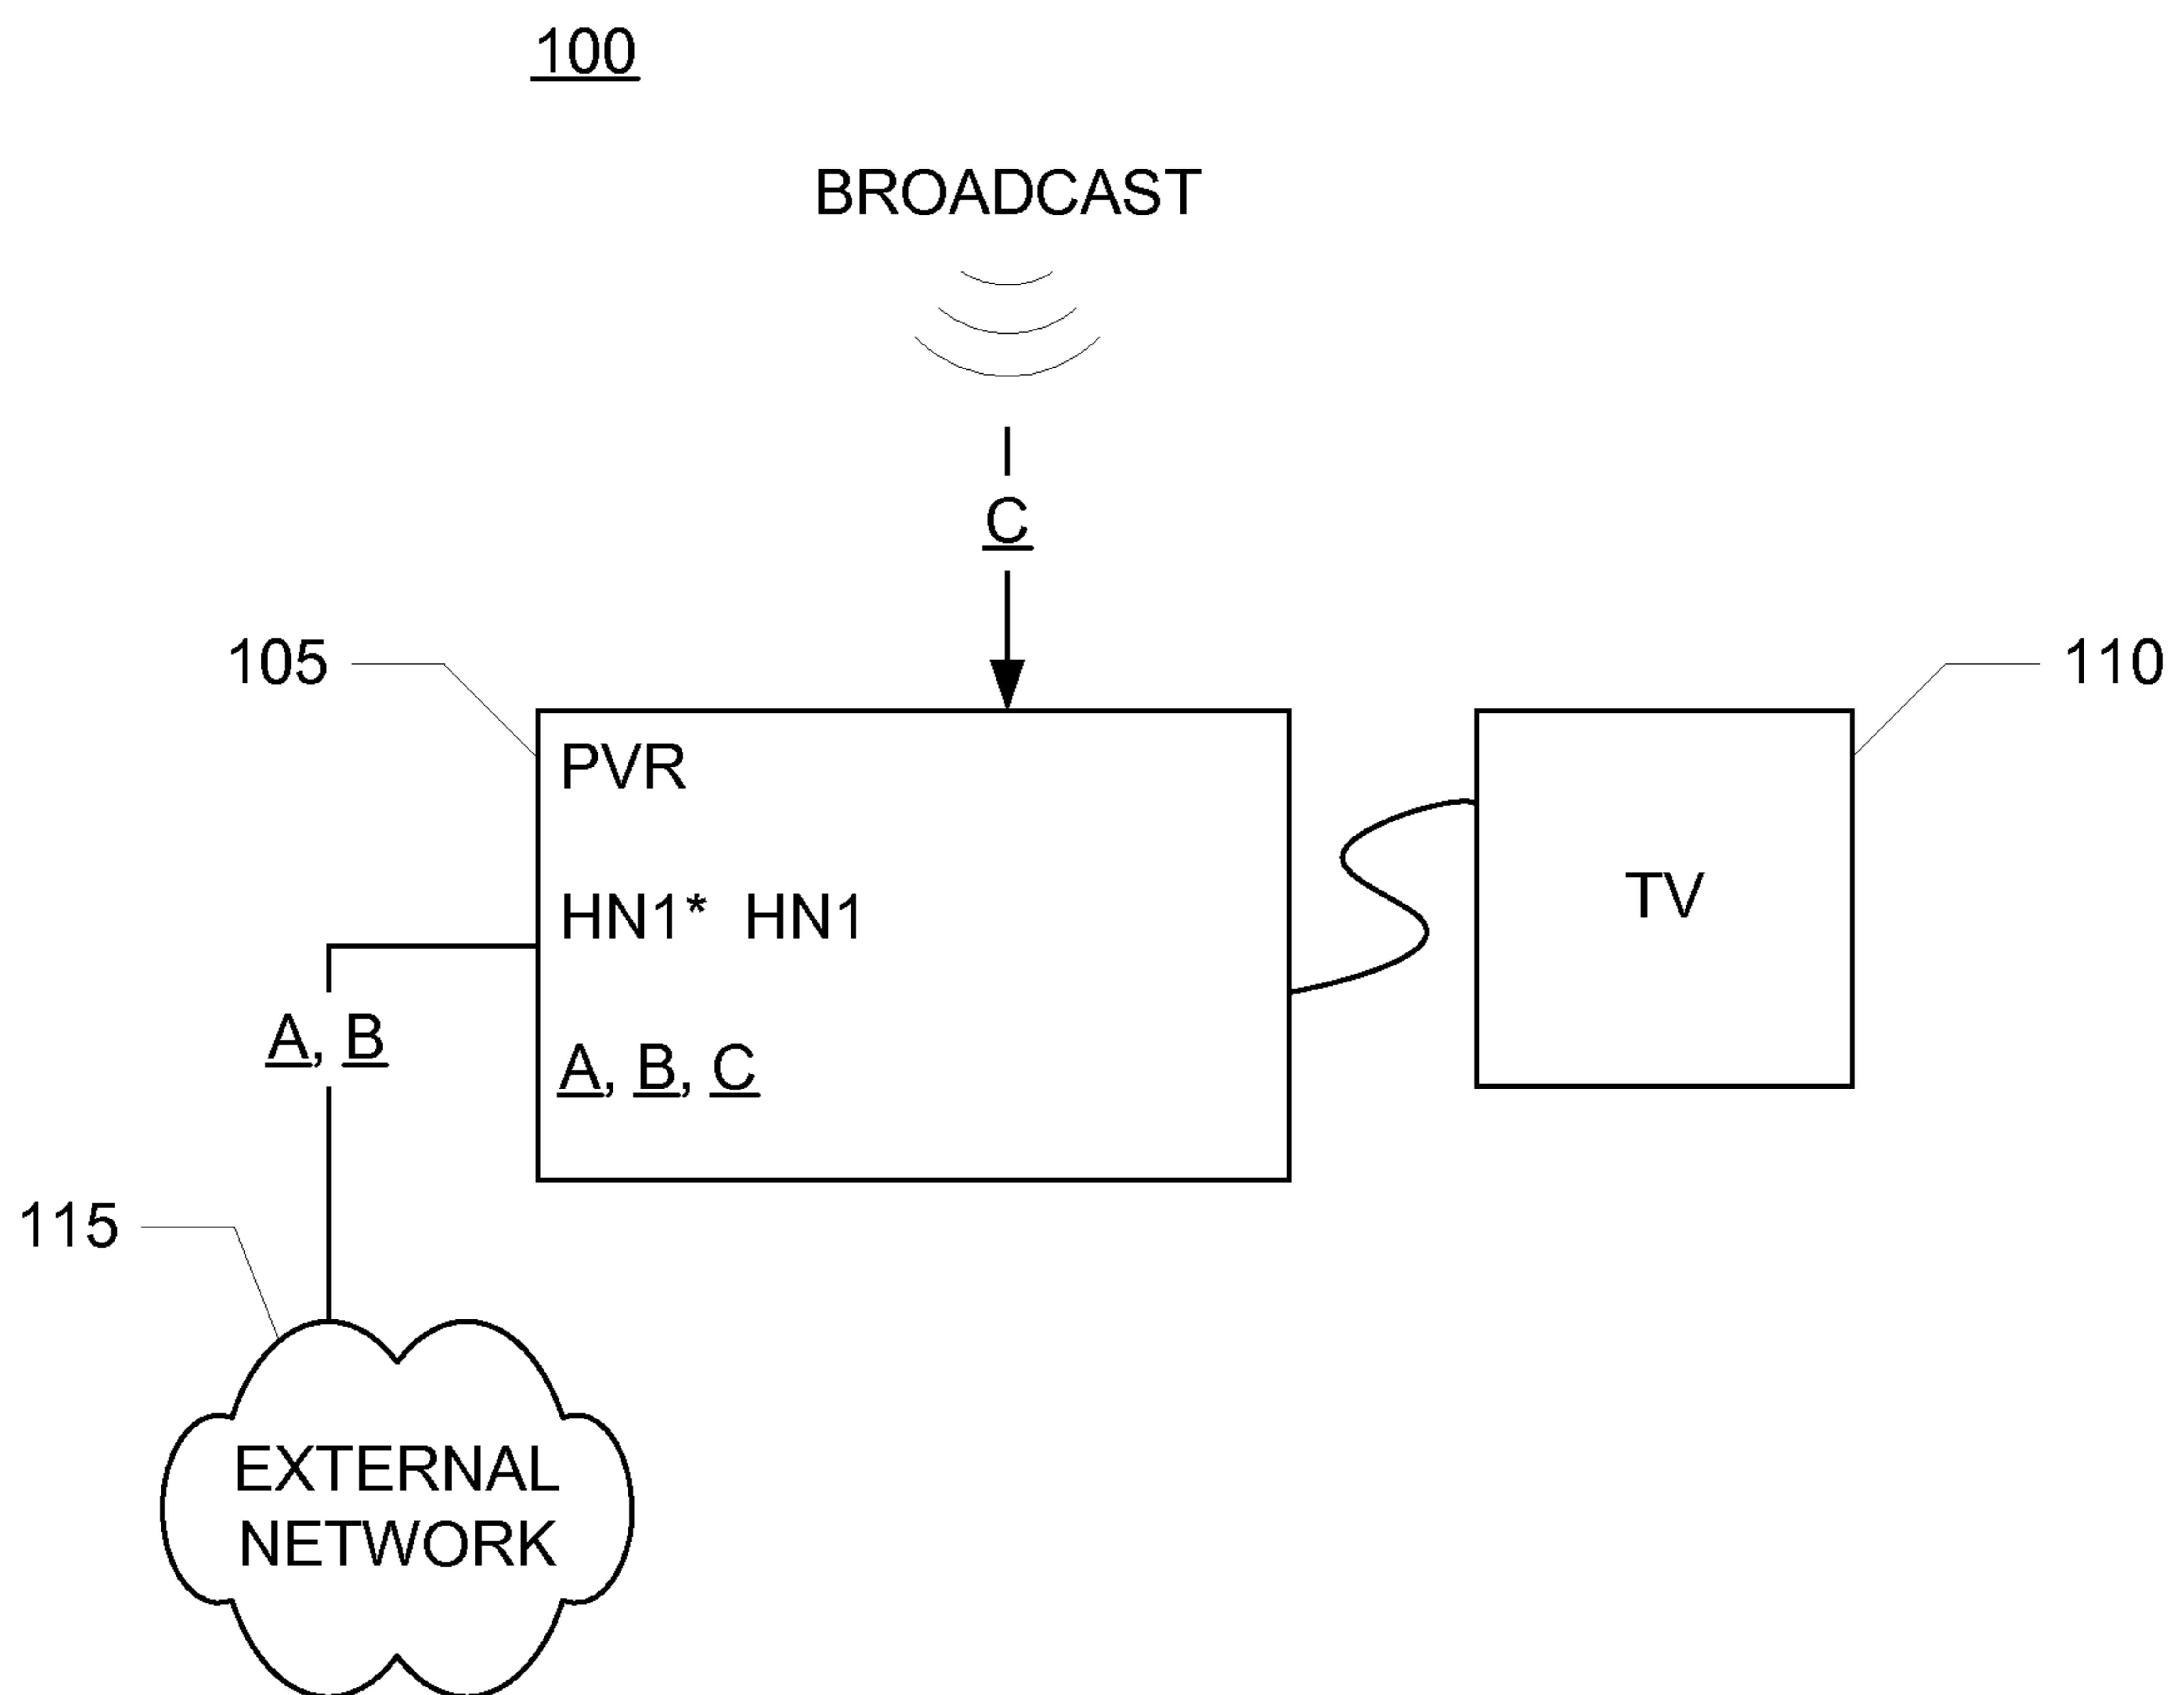 100
BROADCAST
C
105
110
PVR
TV
HN1* HN1
A, B
A, B, C
115
EXTERNAL
NETWORK